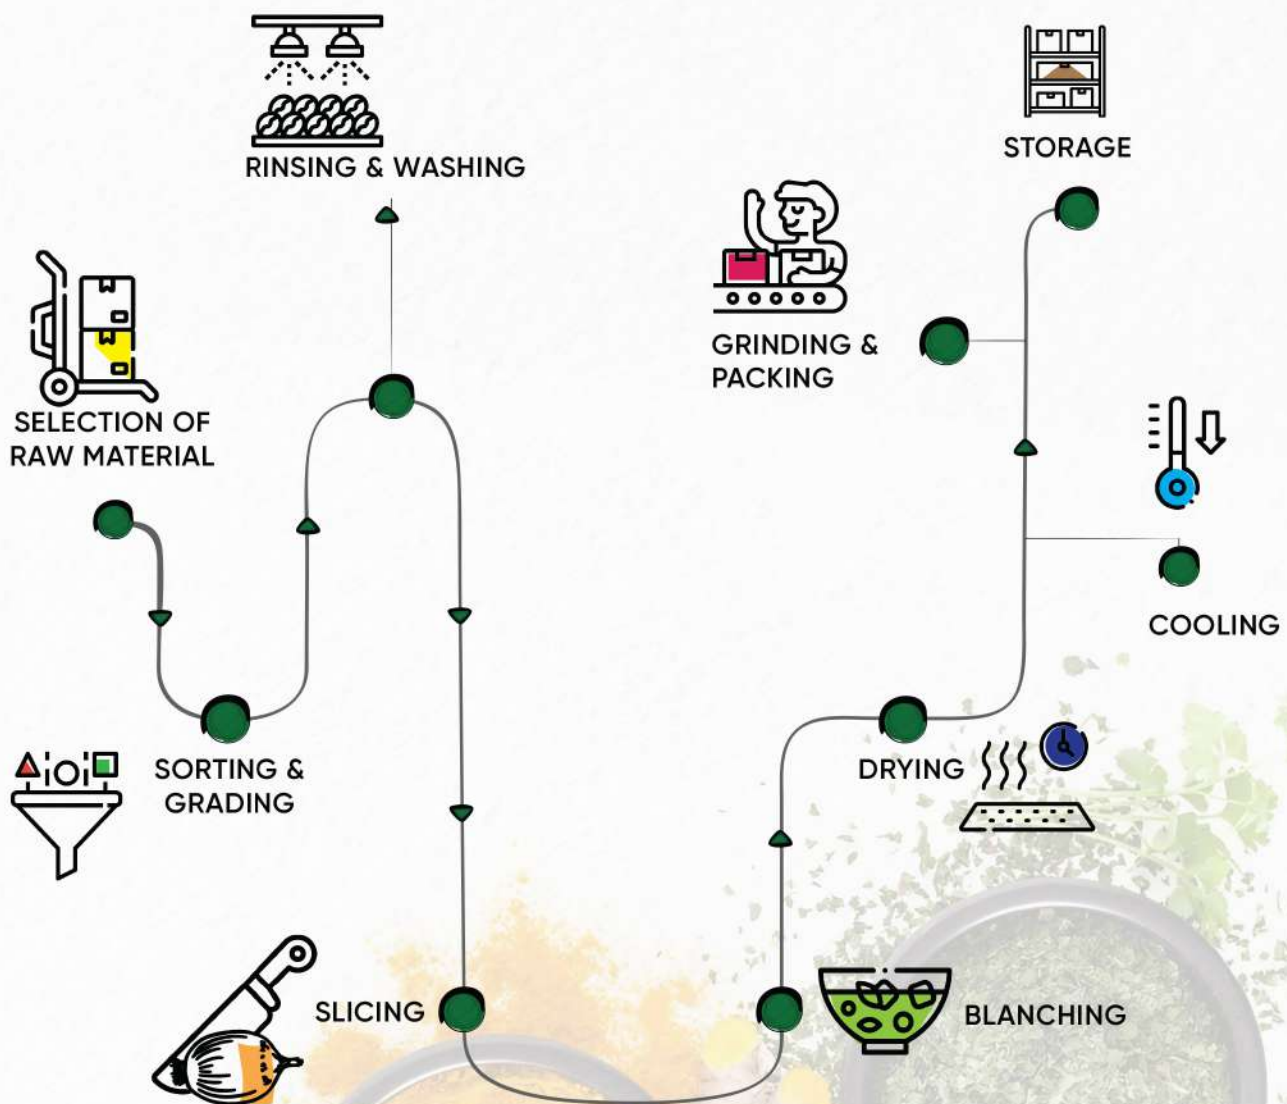 RINSING & WASHING
STORAGE
GRINDING &
PACKING
SELECTION OF
RAW MATERIAL
COOLING
SORTING &
GRADING
DRYING
SLICING
BLANCHING